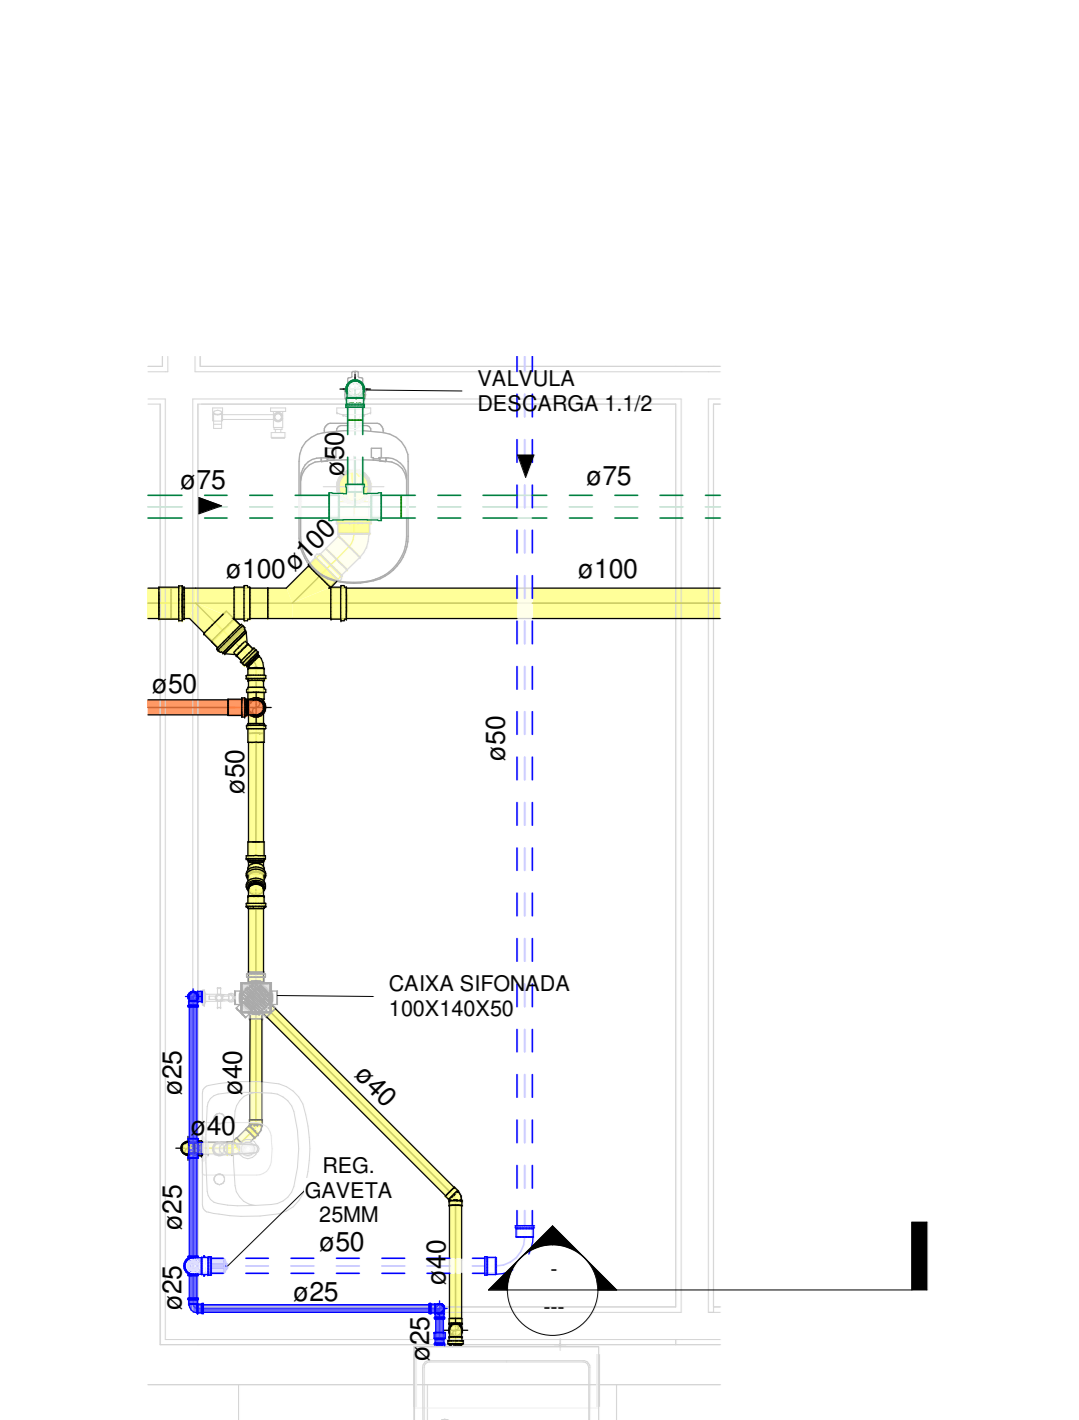 VALVULA
DESCARGA 1.1/2
ø50
ø75
ø75
ø100
ø100
ø100
ø50
ø50
ø50
CAIXA SIFONADA
100X140X50
ø25
ø40
ø40
ø40
REG.
GAVETA
25MM
ø25
ø50
ø40
ø25
ø25
ø25
-
---